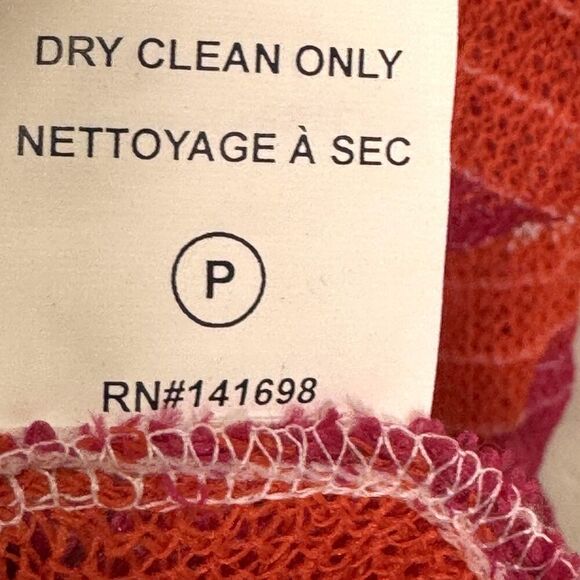 DRY CLEAN ONLY
NETTOYAGE À SEC
P
RN#141698